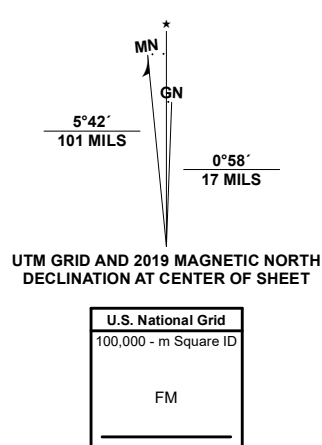 ★
MN
GN
5°42´
101 MILS
0°58´
17 MILS
UTM GRID AND 2019 MAGNETIC NORTH
DECLINATION AT CENTER OF SHEET
U.S. National Grid
100,000 - m Square ID
FM